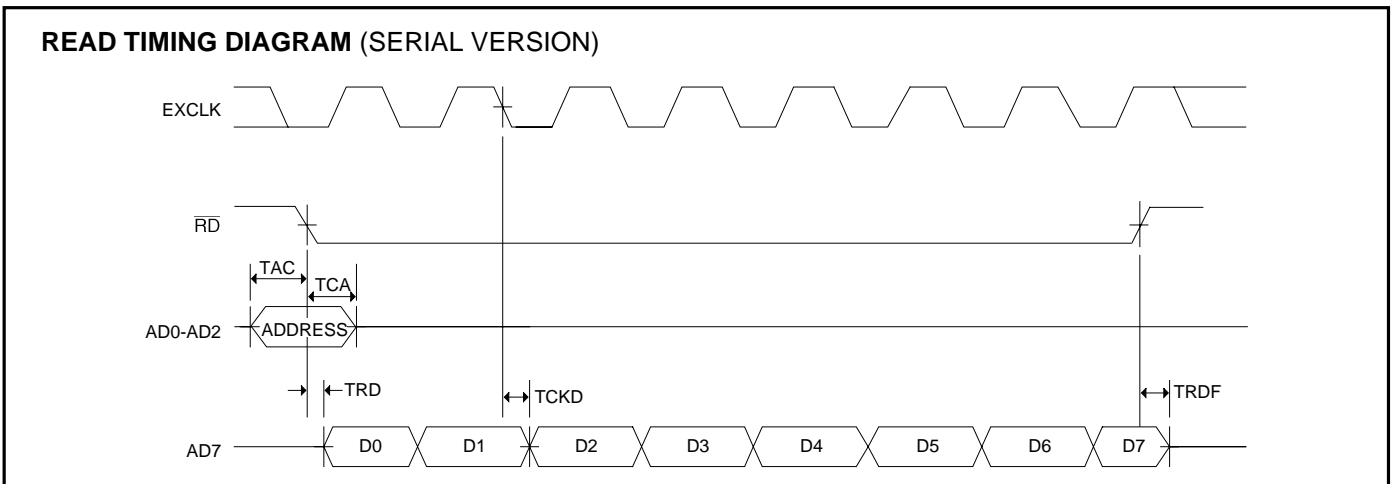 READ TIMING DIAGRAM (SERIAL VERSION)
EXCLK
RD
TAC
TCA
AD0-AD2
ADDRESS
TRD
TCKD
TRDF
AD7
D0 D1 D2 D3 D4 D5 D6 D7